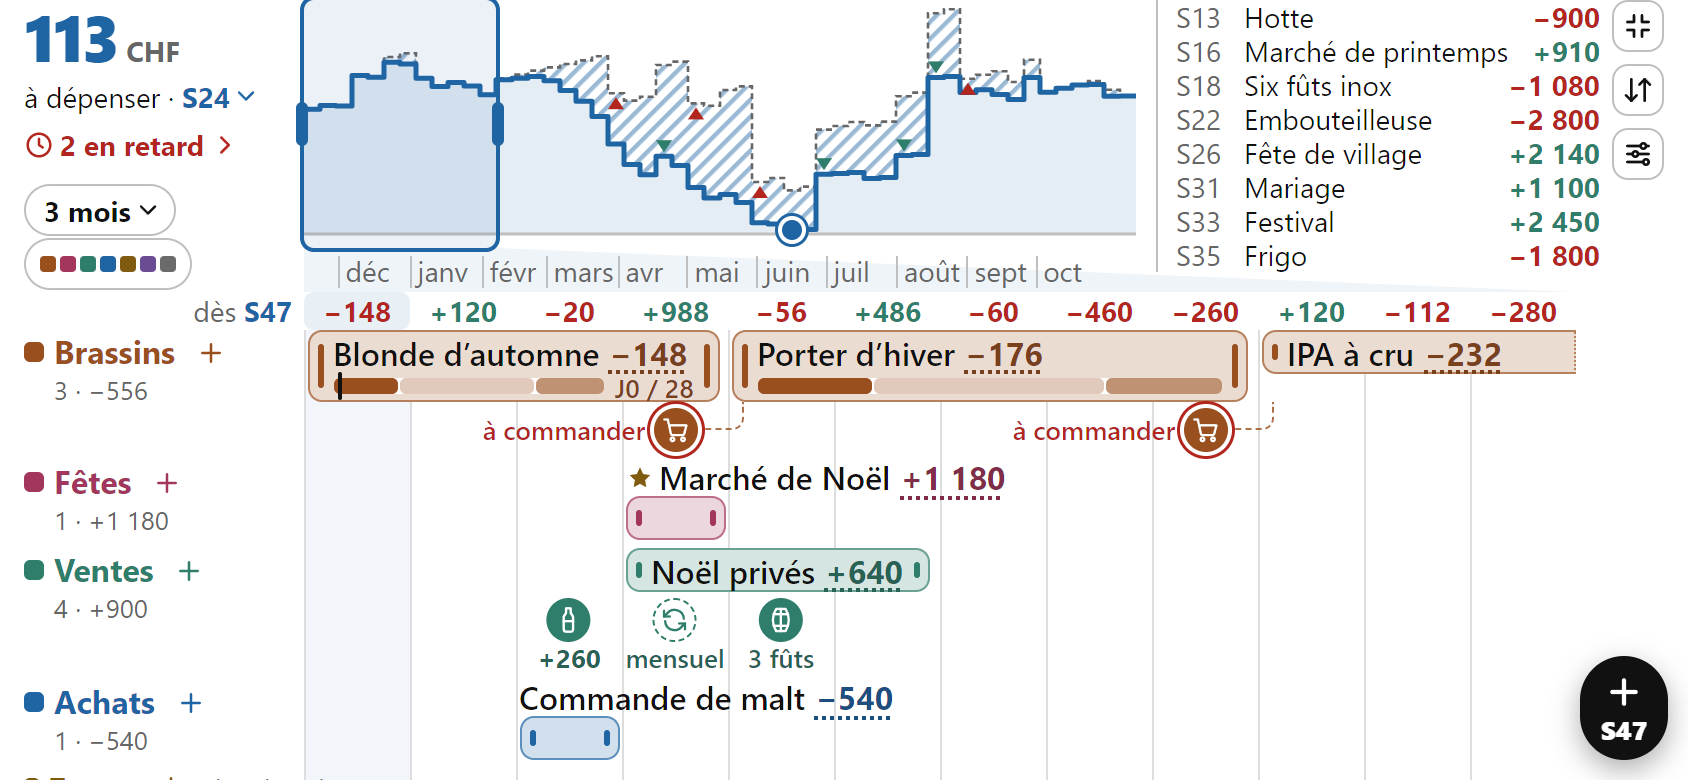 113 CHF
à dépenser · S24
2 en retard
3 mois
S13 Hotte −900
S16 Marché de printemps +910
S18 Six fûts inox −1 080
S22 Embouteilleuse −2 800
S26 Fête de village +2 140
S31 Mariage +1 100
S33 Festival +2 450
S35 Frigo −1 800
déc janv févr mars avr mai juin juil août sept oct
dès S47 −148 +120 −20 +988 −56 +486 −60 −460 −260 +120 −112 −280
Brassins +
3 · −556
Blonde d’automne −148
J0 / 28
Porter d’hiver −176
IPA à cru −232
à commander
à commander
Fêtes +
1 · +1 180
Marché de Noël +1 180
Ventes +
4 · +900
Noël privés +640
+260 mensuel 3 fûts
Achats +
1 · −540
Commande de malt −540
+
S47